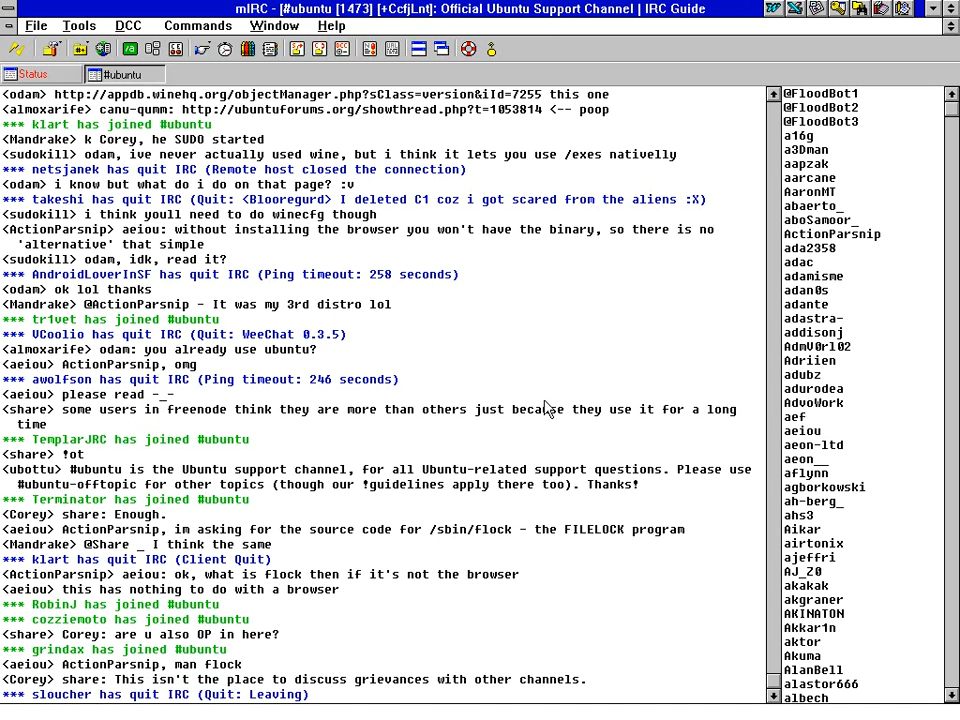 mIRC - [#ubuntu [1473] [+CcfjLnt]: Official Ubuntu Support Channel | IRC Guide
File Tools DCC Commands Window Help
Status #ubuntu
<odam> http://appdb.winehq.org/objectManager.php?sClass=version&iId=7255 this one
<almoxarife> canu-qumm: http://ubuntuforums.org/showthread.php?t=1053814 <-- poop
*** klart has joined #ubuntu
<Mandrake> k Corey, he SUDO started
<sudokill> odam, ive never actually used wine, but i think it lets you use /exes nativelly
*** netsjanek has quit IRC (Remote host closed the connection)
<odam> i know but what do i do on that page? :v
*** takeshi has quit IRC (Quit: <Blooregurd> I deleted C1 coz i got scared from the aliens :X)
<sudokill> i think youll need to do winecfg though
<ActionParsnip> aeiou: without installing the browser you won't have the binary, so there is no
'alternative' that simple
<sudokill> odam, idk, read it?
*** AndroidLoverInSF has quit IRC (Ping timeout: 258 seconds)
<odam> ok lol thanks
<Mandrake> @ActionParsnip - It was my 3rd distro lol
*** tr1vet has joined #ubuntu
*** VCoolio has quit IRC (Quit: WeeChat 0.3.5)
<almoxarife> odam: you already use ubuntu?
<aeiou> ActionParsnip, omg
*** awolfson has quit IRC (Ping timeout: 246 seconds)
<aeiou> please read -_-
<share> some users in freenode think they are more than others just because they use it for a long
time
*** TemplarJRC has joined #ubuntu
<share> !ot
<ubottu> #ubuntu is the Ubuntu support channel, for all Ubuntu-related support questions. Please use
#ubuntu-offtopic for other topics (though our !guidelines apply there too). Thanks!
*** Terminator has joined #ubuntu
<Corey> share: Enough.
<aeiou> ActionParsnip, im asking for the source code for /sbin/flock - the FILELOCK program
<Mandrake> @Share _ I think the same
*** klart has quit IRC (Client Quit)
<ActionParsnip> aeiou: ok, what is flock then if it's not the browser
<aeiou> this has nothing to do with a browser
*** RobinJ has joined #ubuntu
*** cozziemoto has joined #ubuntu
<share> Corey: are u also OP in here?
*** grindax has joined #ubuntu
<aeiou> ActionParsnip, man flock
<Corey> share: This isn't the place to discuss grievances with other channels.
*** sloucher has quit IRC (Quit: Leaving)
@FloodBot1
@FloodBot2
@FloodBot3
a16g
a3Dman
aapzak
aarcane
AaronMT
abaerto_
aboSamoor_
ActionParsnip
ada2358
adac
adamisme
adan0s
adante
adastra-
addisonj
AdmV0rl02
Adriien
adubz
adurodea
AdvoWork
aef
aeiou
aeon-ltd
aeon__
aflynn
agborkowski
ah-berg_
ahs3
Aikar
airtonix
ajeffri
AJ_Z0
akakak
akgraner
AKINATON
Akkar1n
aktor
Akuma
AlanBell
alastor666
albech